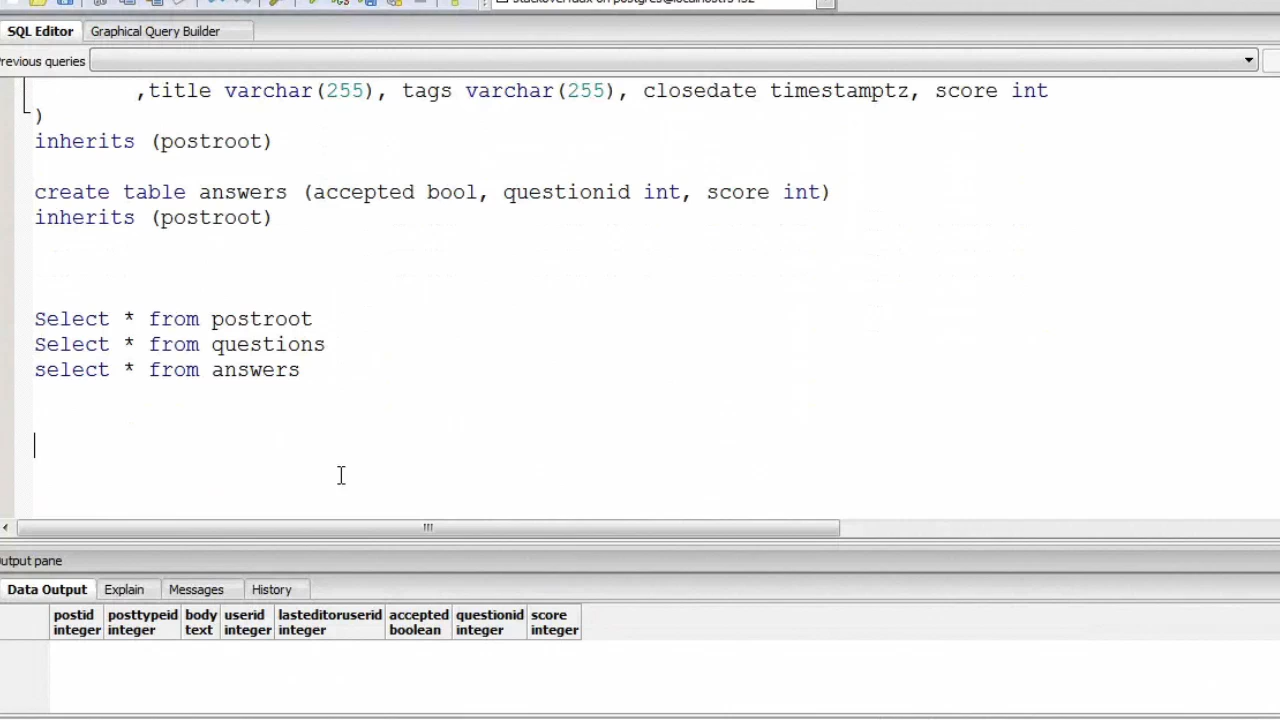 SQL Editor Graphical Query Builder
revious queries
,title varchar(255), tags varchar(255), closedate timestamptz, score int
)
inherits (postroot)
create table answers (accepted bool, questionid int, score int)
inherits (postroot)
Select * from postroot
Select * from questions
select * from answers
utput pane
Data Output Explain Messages History
postid posttypeid body userid lasteditoruserid accepted questionid score
integer integer text integer integer boolean integer integer